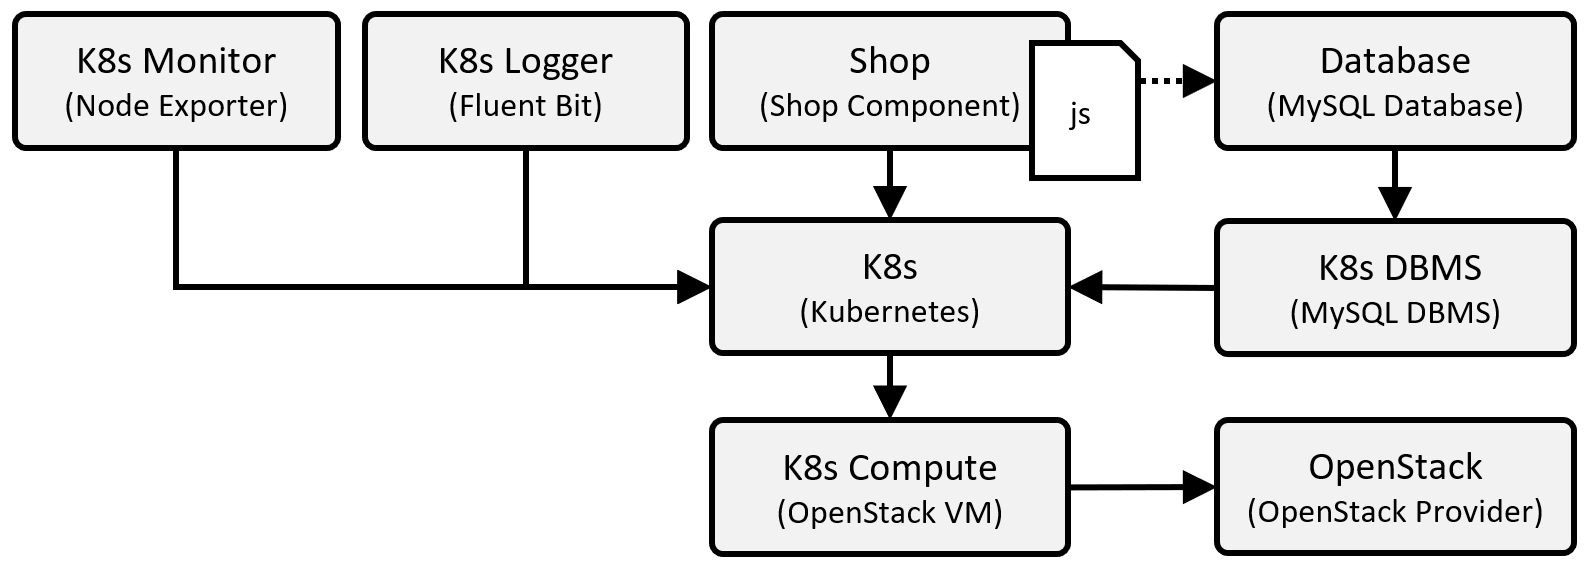 K8s Monitor
(Node Exporter)
K8s Logger
(Fluent Bit)
Shop
(Shop Component)
js
Database
(MySQL Database)
K8s
(Kubernetes)
K8s DBMS
(MySQL DBMS)
K8s Compute
(OpenStack VM)
OpenStack
(OpenStack Provider)